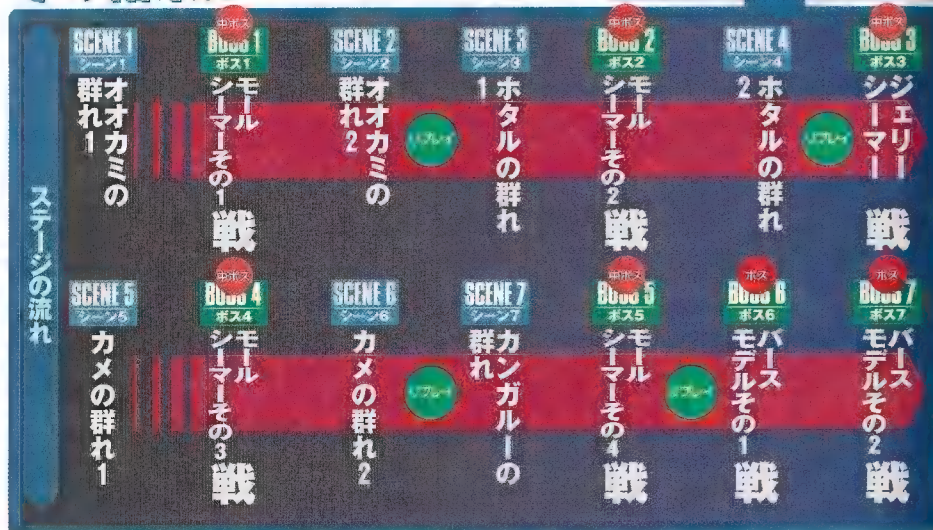 ステージの流れ
SCENE 1
シーン1
オオカミの
群れ1
中ボス
BOSS 1
ボス1
モール
シーマーその1
戦
SCENE 2
シーン2
オオカミの
群れ2
リプレイ
SCENE 3
シーン3
ホタルの群れ
1
中ボス
BOSS 2
ボス2
モール
シーマーその2
戦
SCENE 4
シーン4
ホタルの群れ
2
リプレイ
中ボス
BOSS 3
ボス3
ジェリー
シーマー
戦
SCENE 5
シーン5
カメの群れ1
中ボス
BOSS 4
ボス4
モール
シーマーその3
戦
SCENE 6
シーン6
カメの群れ2
リプレイ
SCENE 7
シーン7
カンガルーの
群れ
中ボス
BOSS 5
ボス5
モール
シーマーその4
戦
リプレイ
ボス
BOSS 6
ボス6
バース
モデルその1
戦
ボス
BOSS 7
ボス7
バース
モデルその2
戦